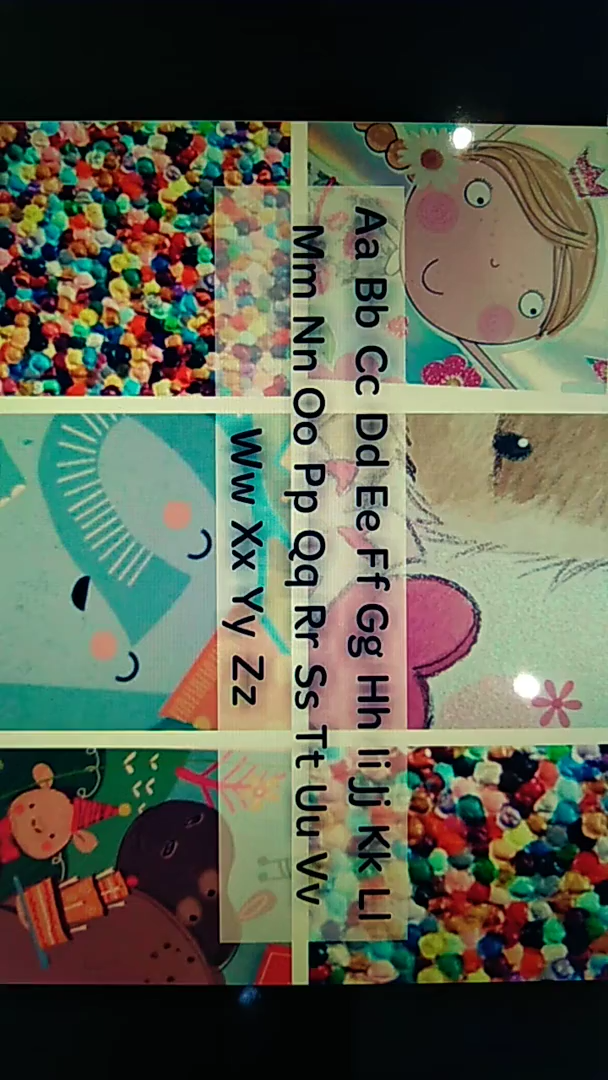 Aa Bb Cc Dd Ee Ff Gg Hh Ii Jj Kk Ll
Mm Nn Oo Pp Qq Rr Ss Tt Uu Vv
Ww Xx Yy Zz